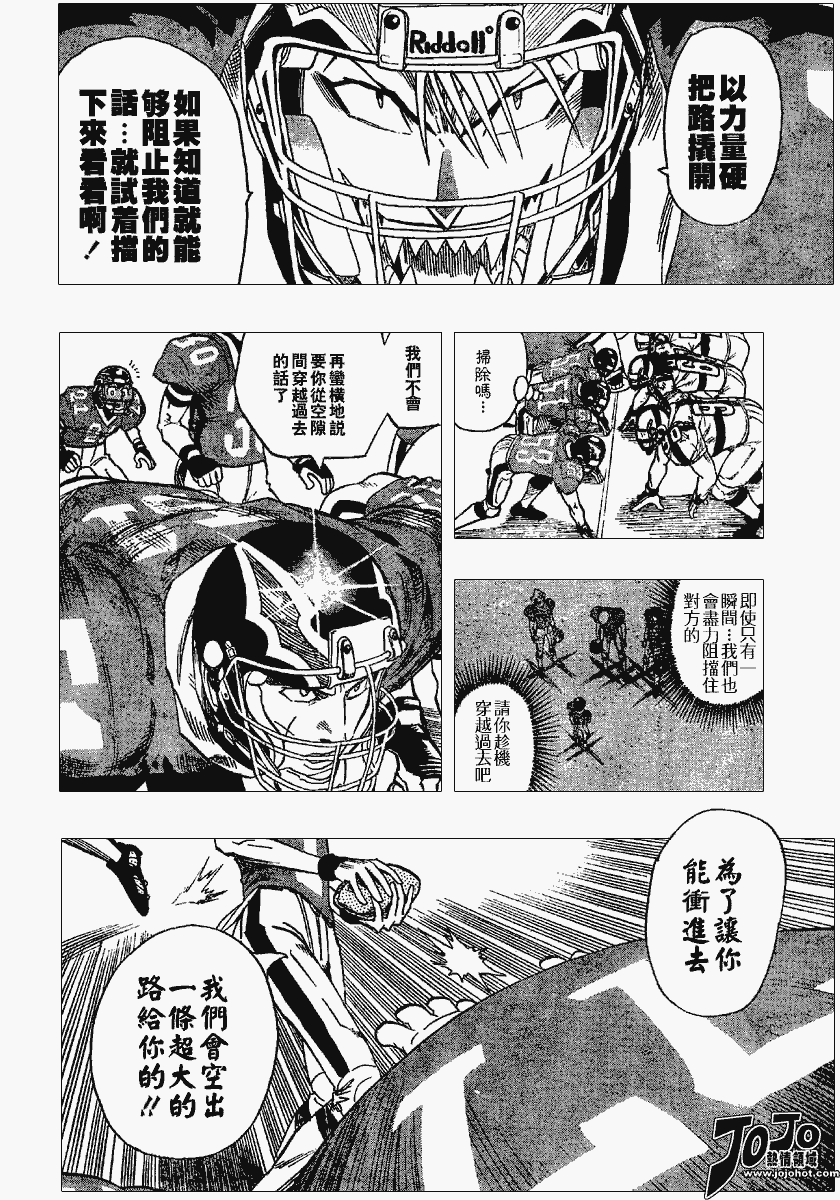 Riddell
以力量硬
把路撬開
如果知道就能
够阻止我們的
話…就試着擋
下來看看啊!
掃除嗎…
即使只有一
瞬間…我們也
會盡力阻擋住
對方的
請你趁機
穿越過去吧
我們不會
再蠻橫地說
要你從空隙
間穿越過去
的話了
為了讓你
能衝進去
我們會空出
一條超大的
路給你的!!
JOJO
熱情領域
www.jojohot.com